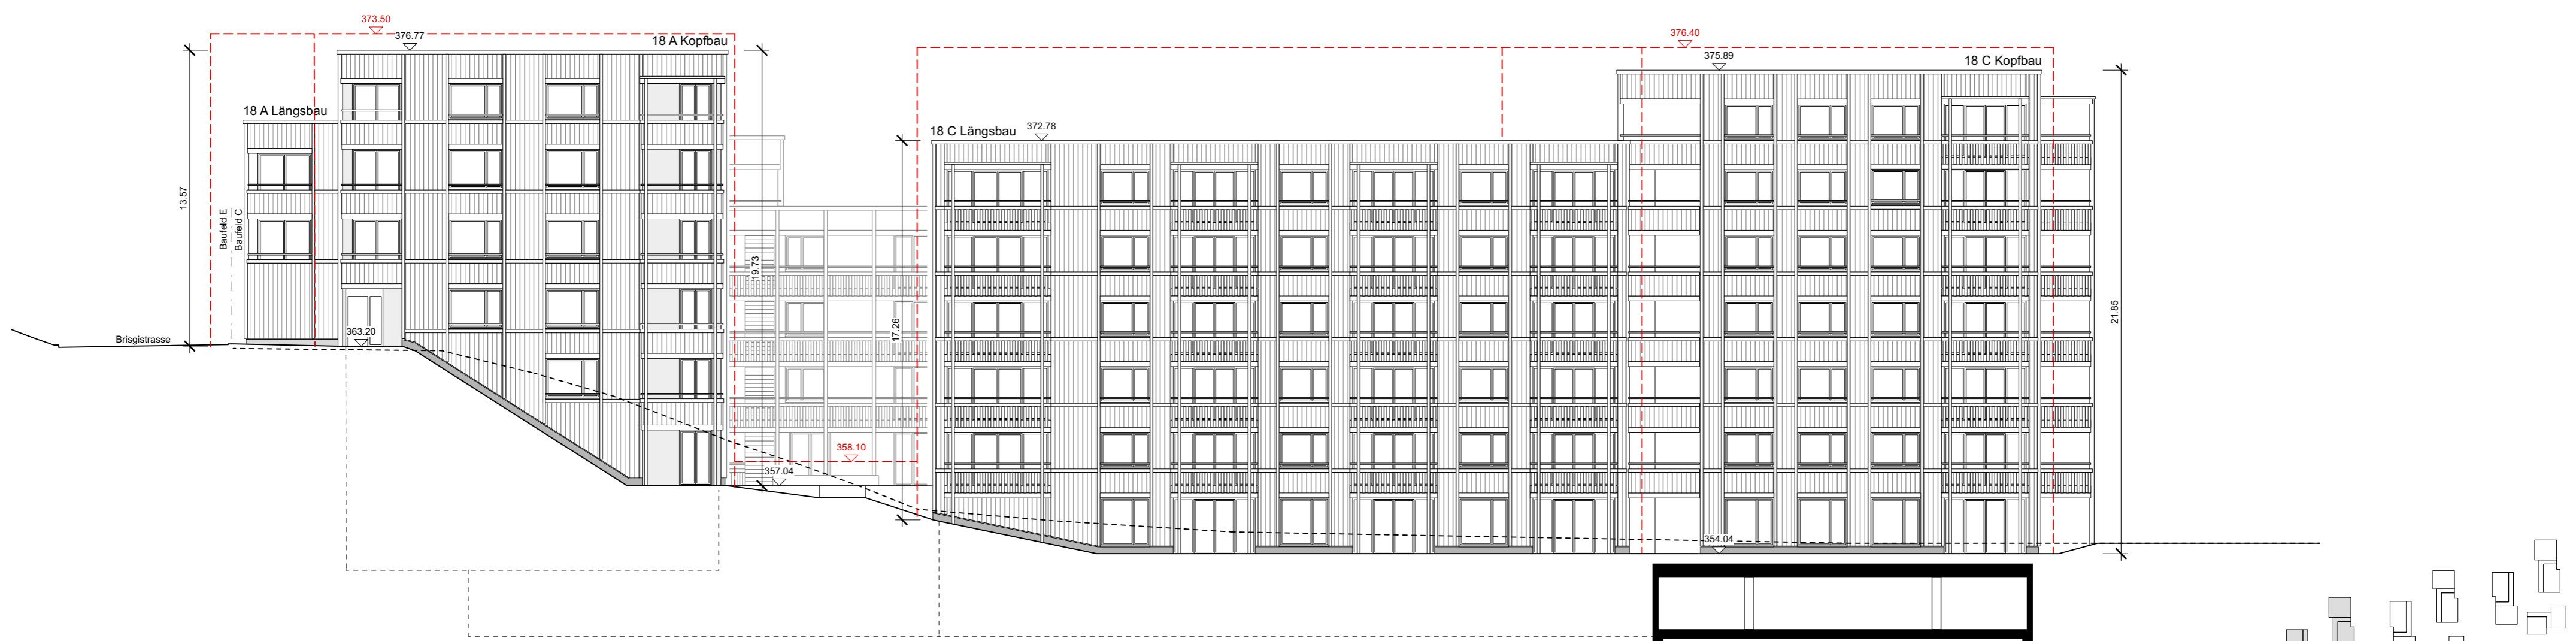 373.50
376.77
18 A Kopfbau
18 A Längsbau
13.57
Baufeld E
Baufeld C
363.20
Brisgistrasse
19.73
358.10
357.04
17.26
18 C Längsbau
372.78
376.40
375.89
18 C Kopfbau
21.85
354.04